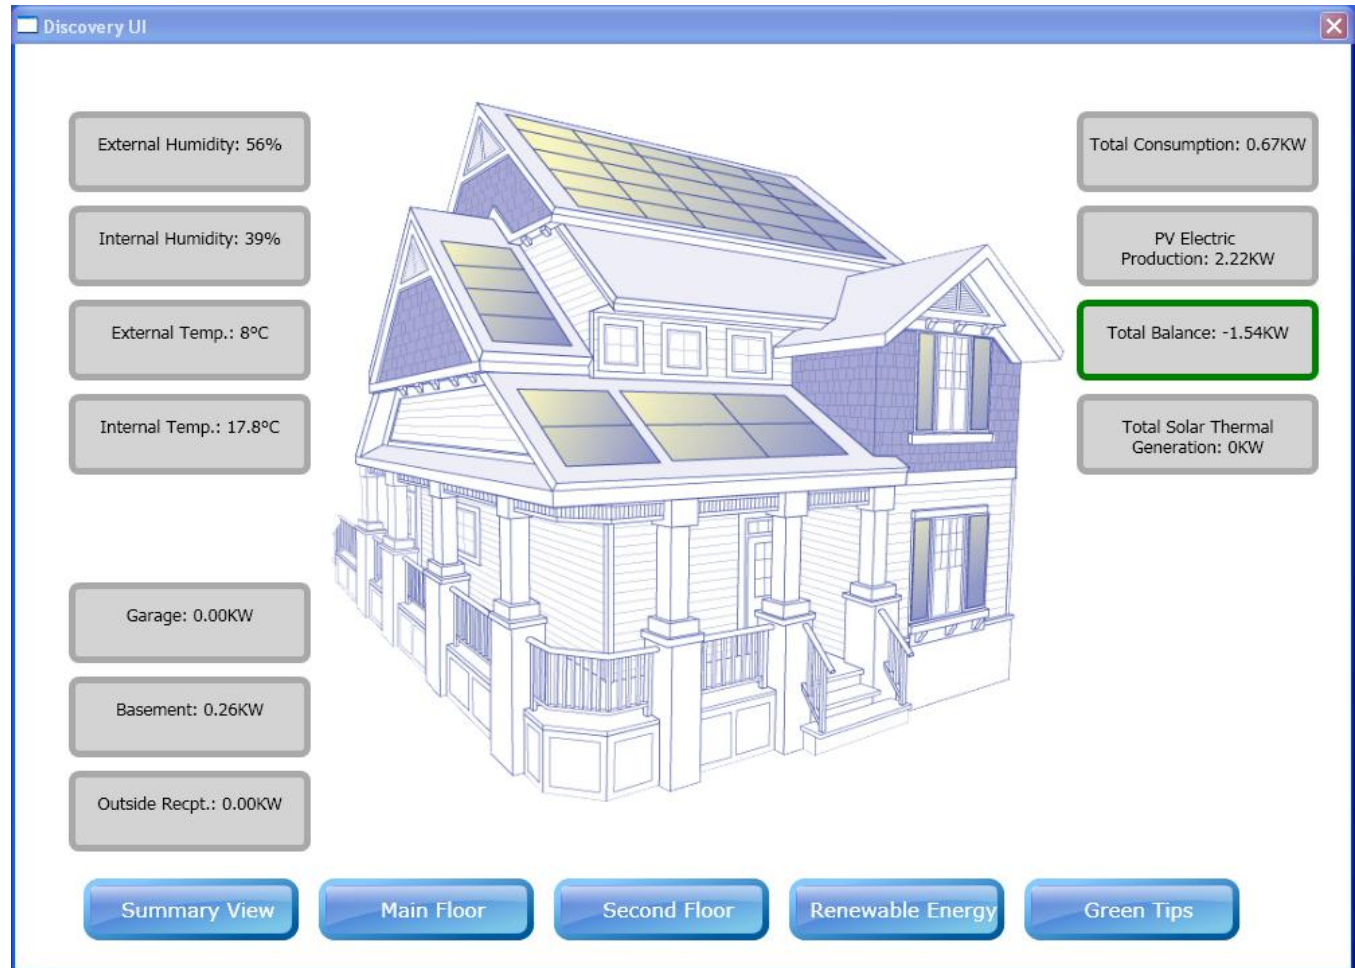 Discovery UI
External Humidity: 56%
Internal Humidity: 39%
External Temp.: 8ºC
Internal Temp.: 17.8ºC
Garage: 0.00KW
Basement: 0.26KW
Outside Recpt.: 0.00KW
Total Consumption: 0.67KW
PV Electric
Production: 2.22KW
Total Balance: -1.54KW
Total Solar Thermal
Generation: 0KW
Summary View
Main Floor
Second Floor
Renewable Energy
Green Tips